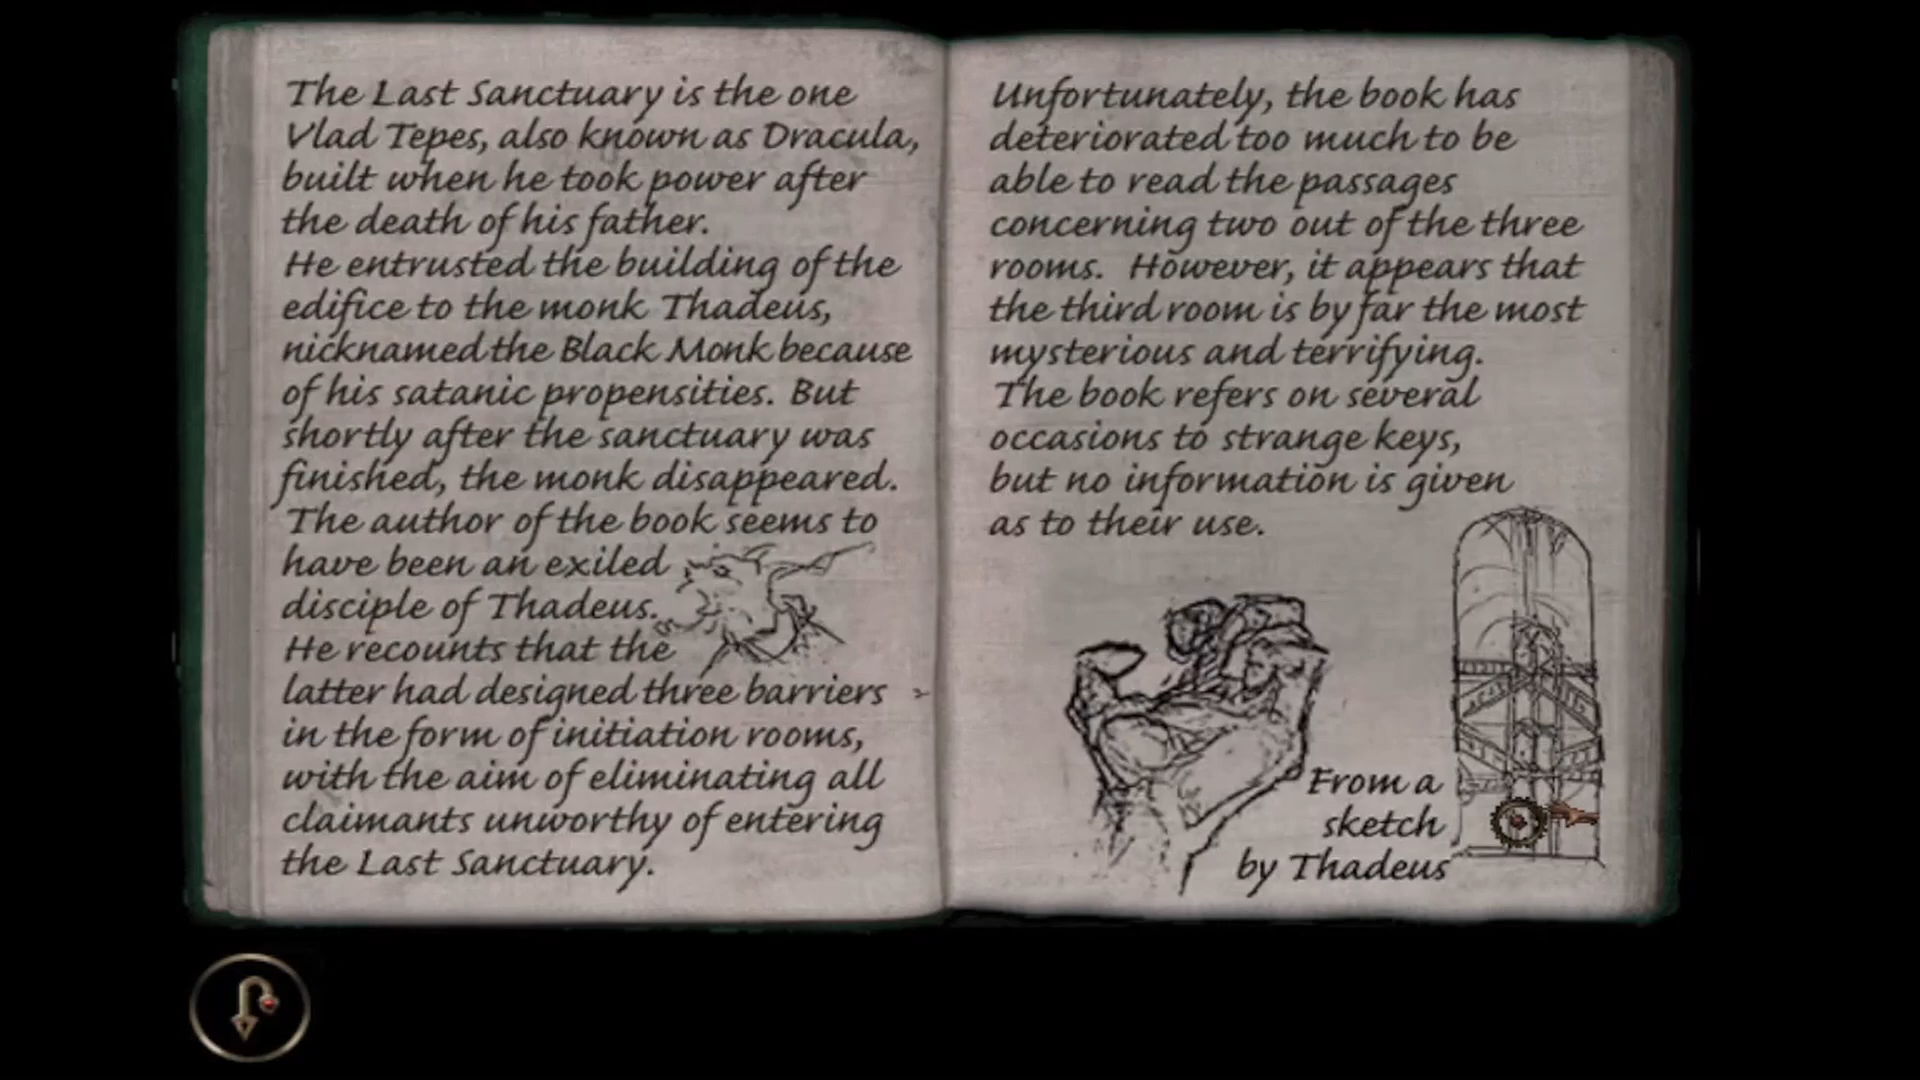 The Last Sanctuary is the one
Vlad Tepes, also known as Dracula,
built when he took power after
the death of his father.
He entrusted the building of the
edifice to the monk Thadeus,
nicknamed the Black Monk because
of his satanic propensities. But
shortly after the sanctuary was
finished, the monk disappeared.
The author of the book seems to
have been an exiled
disciple of Thadeus.
He recounts that the
latter had designed three barriers
in the form of initiation rooms,
with the aim of eliminating all
claimants unworthy of entering
the Last Sanctuary.
Unfortunately, the book has
deteriorated too much to be
able to read the passages
concerning two out of the three
rooms. However, it appears that
the third room is by far the most
mysterious and terrifying.
The book refers on several
occasions to strange keys,
but no information is given
as to their use.
From a
sketch
by Thadeus